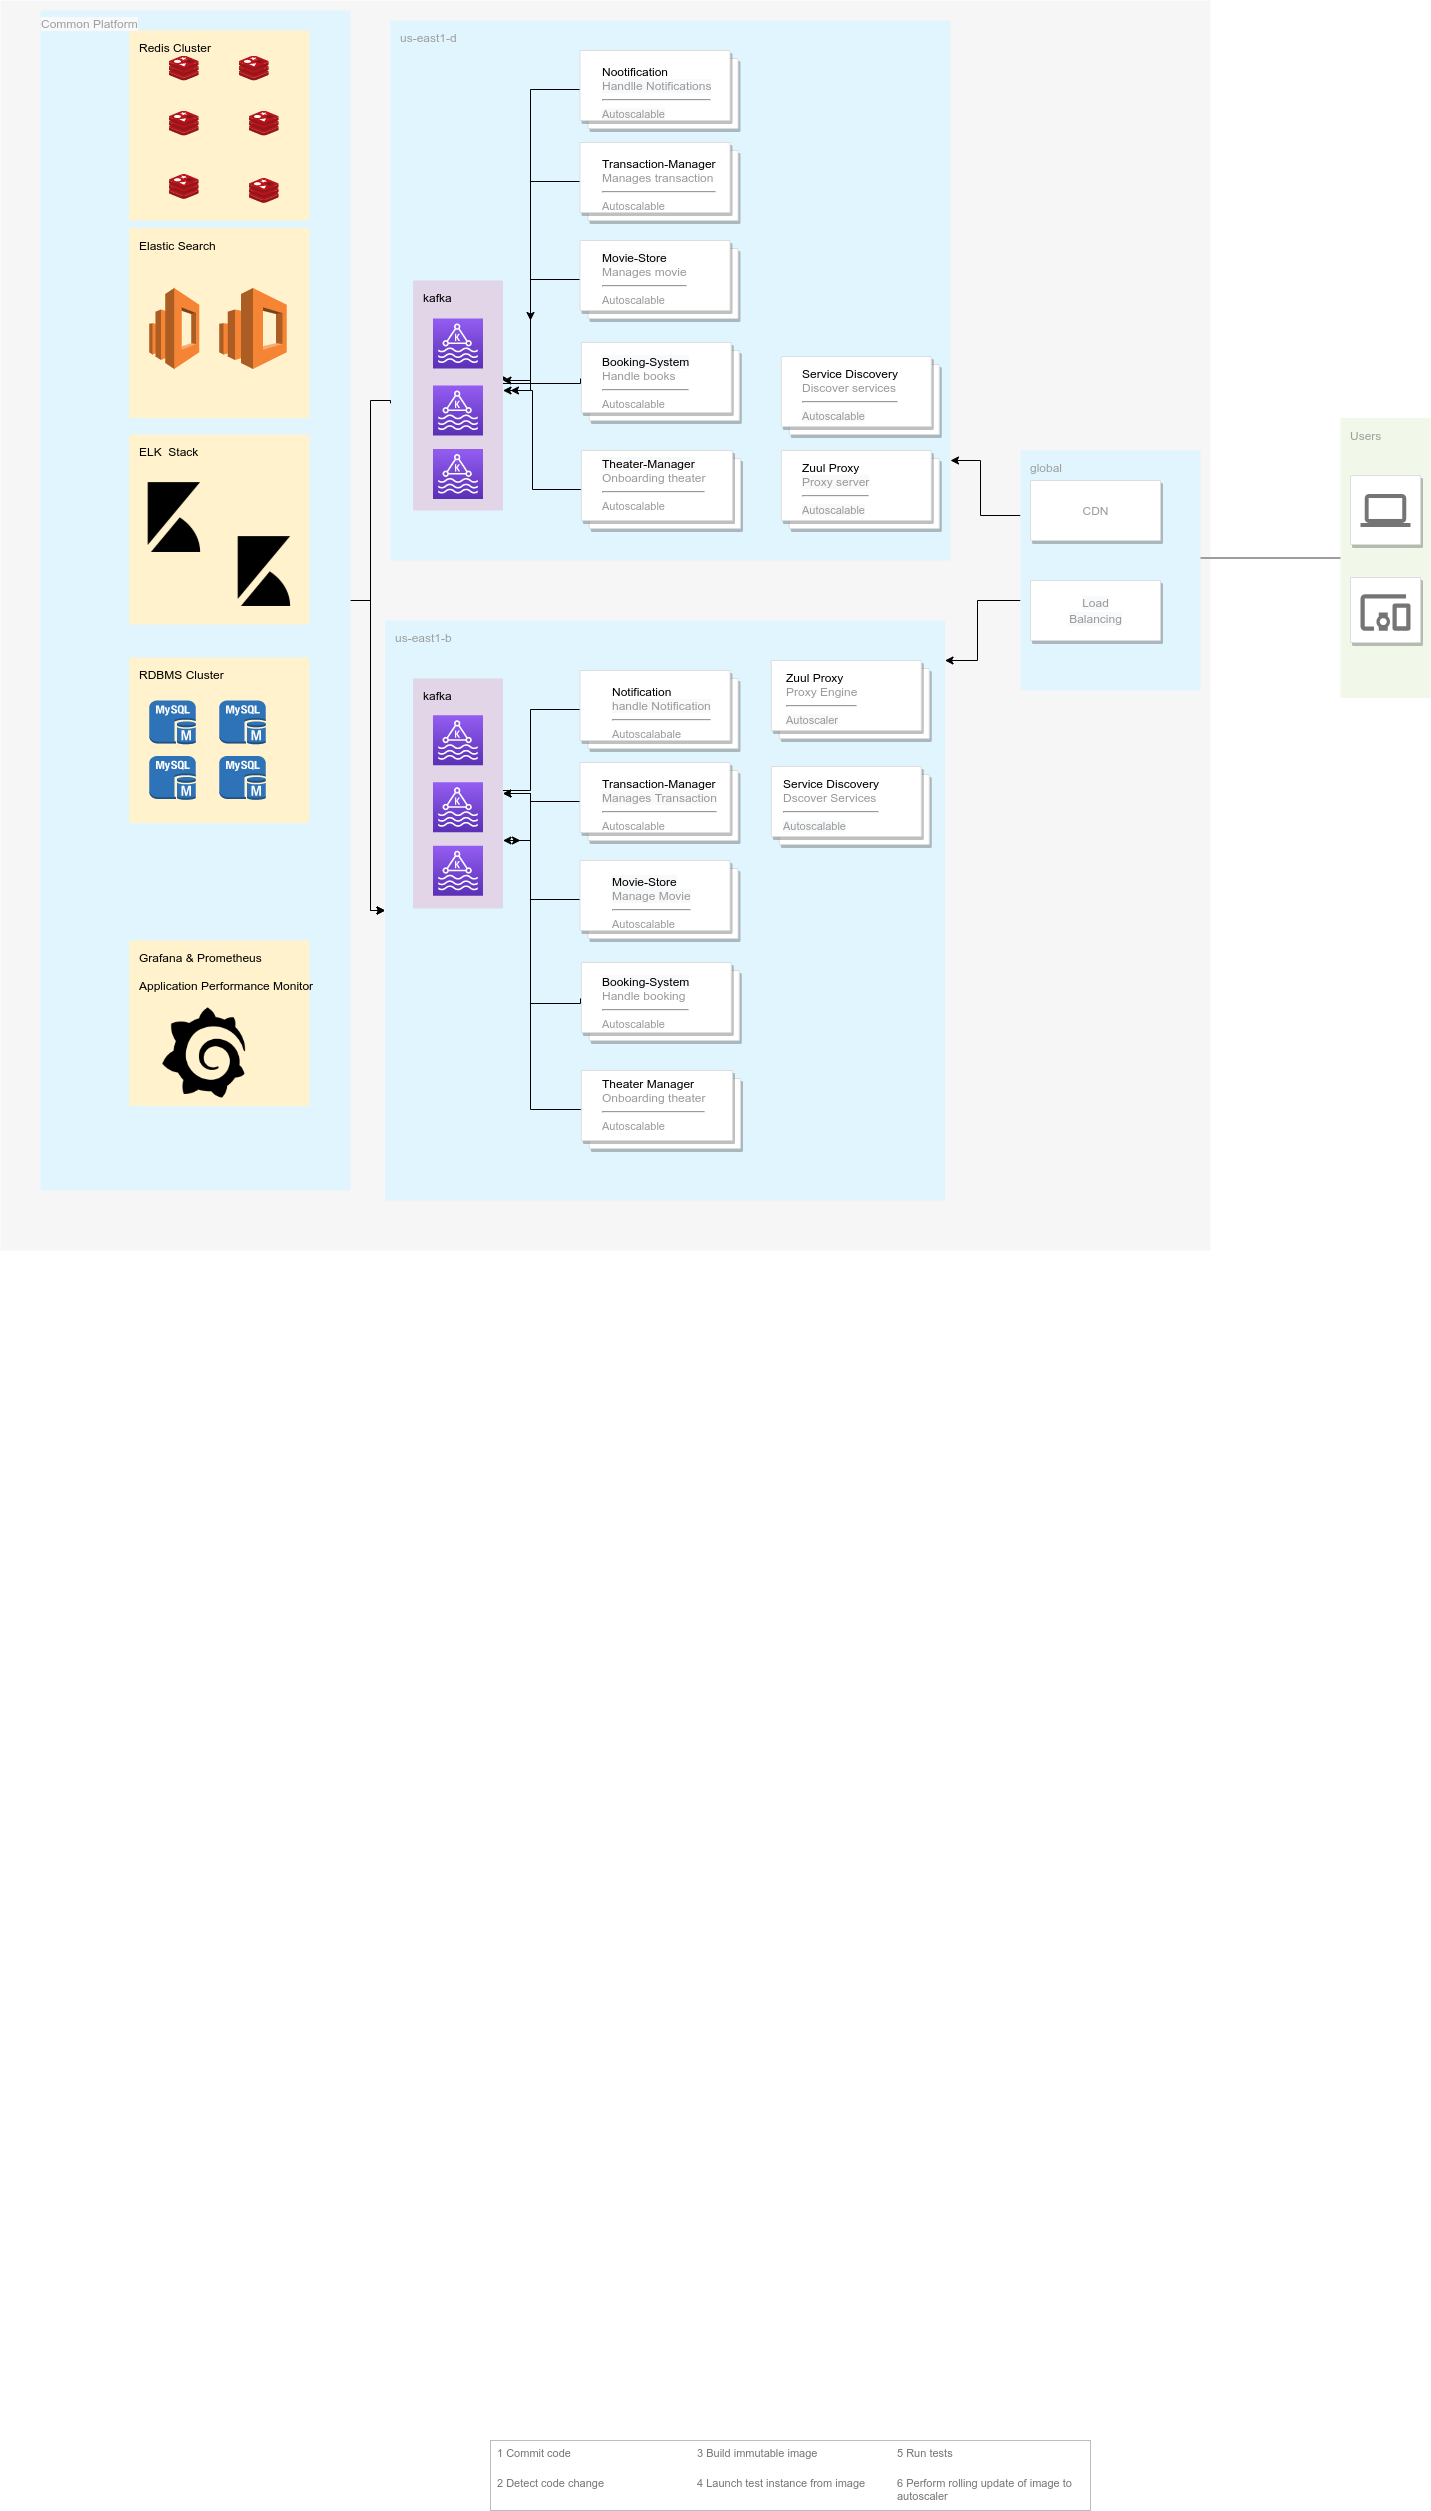 Common Platform
Redis Cluster
Elastic Search
ELK  Stack
RDBMS Cluster
MySQL
M
MySQL
M
MySQL
M
MySQL
M
Grafana & Prometheus
Application Performance Monitor
us-east1-d
Nootification
Handlle Notifications
Autoscalable
Transaction-Manager
Manages transaction
Autoscalable
Movie-Store
Manages movie
Autoscalable
kafka
K
K
K
Booking-System
Handle books
Autoscalable
Service Discovery
Discover services
Autoscalable
Theater-Manager
Onboarding theater
Autoscalable
Zuul Proxy
Proxy server
Autoscalable
us-east1-b
kafka
K
K
K
Notification
handle Notification
Autoscalabale
Zuul Proxy
Proxy Engine
Autoscaler
Transaction-Manager
Manages Transaction
Autoscalable
Service Discovery
Dscover Services
Autoscalable
Movie-Store
Manage Movie
Autoscalable
Booking-System
Handle booking
Autoscalable
Theater Manager
Onboarding theater
Autoscalable
global
CDN
Load
Balancing
Users
1 Commit code
2 Detect code change
3 Build immutable image
4 Launch test instance from image
5 Run tests
6 Perform rolling update of image to
autoscaler